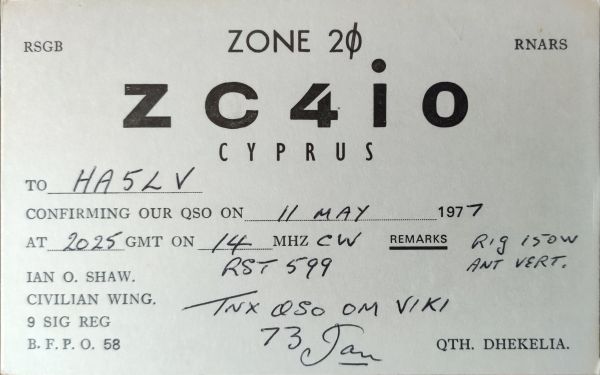 RSGB ZONE 20 RNARS
ZC4IO
CYPRUS
TO HA5LV
CONFIRMING OUR QSO ON 11 MAY 1977
AT 2025 GMT ON 14 MHZ CW REMARKS Rig 150W
RST 599 ANT VERT.
IAN O. SHAW.
CIVILIAN WING.
TNX QSO OM VIKI
9 SIG REG
73 Ian
B. F. P. O. 58 QTH. DHEKELIA.